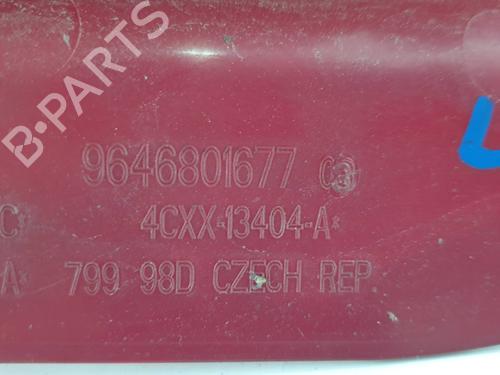 B-PARTS
9646801677 03
C 4CXX-13404-A*
A* 799 98D CZECH REP.